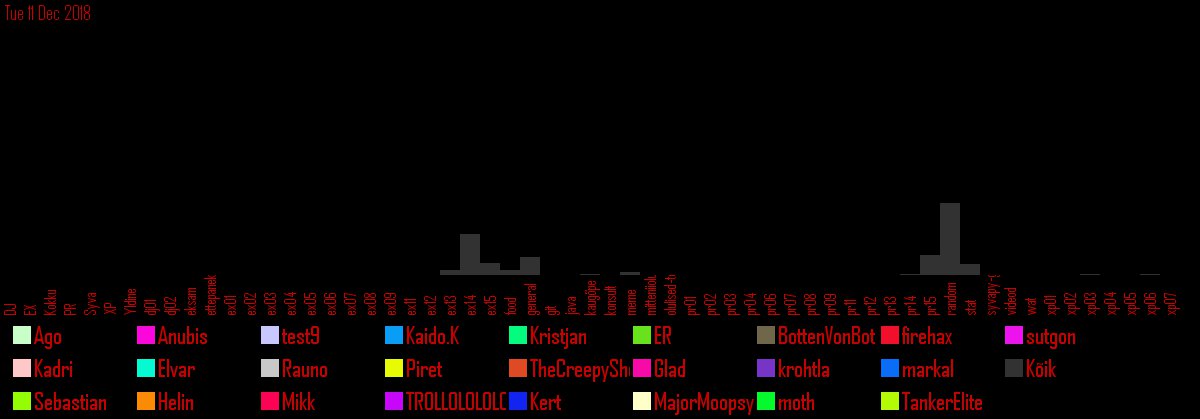 Tue 11 Dec 2018
DJ EX Kokku PR Syva XP Yldine dj01 dj02 eksam ettepanek ex01 ex02 ex03 ex04 ex05 ex06 ex07 ex08 ex09 ex11 ex12 ex13 ex14 ex15 food general git java kaugõpe konsult meme mitteniiol olulised-h pr01 pr02 pr03 pr04 pr06 pr07 pr08 pr09 pr11 pr12 pr13 pr14 pr15 random stat videod wat xp01 xp02 xp03 xp04 xp05 xp06 xp07
Ago Anubis test9 Kaido.K Kristjan ER BottenVonBot firehax sutgon
Kadri Elvar Rauno Piret TheCreepySh Glad krohtla markal Kõik
Sebastian Helin Mikk TROLLOLOLOLO Kert MajorMoopsy moth TankerElite